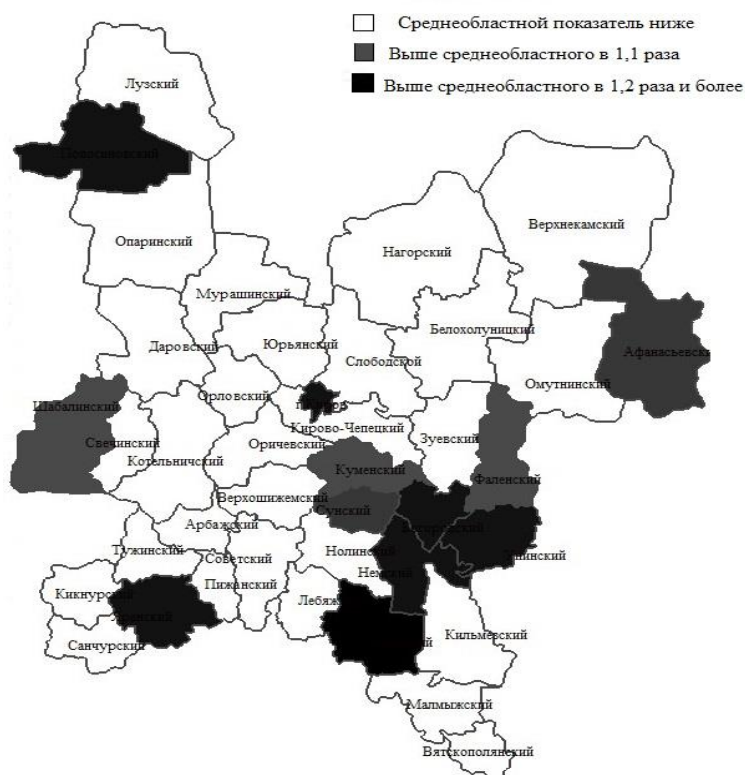 Среднеобластной показатель ниже
Выше среднеобластного в 1,1 раза
Выше среднеобластного в 1,2 раза и более
Лузский
Опаринский
Верхнекамский
Нагорский
Мурашинский
Белохолуницкий
Даровский
Юрьянский
Слободской
Афанасьевск
Омутнинский
Шабалинский
Орловский
Свечинский
Кирово-Чепецкий
Оричевский
Зуевский
Котельничский
Куменский
Фаленский
Верхошижемский
Сунский
Арбажский
Тужинский
Советский
Нолинский
Немский
Кикнурский
Пижанский
Лебяж
Санчурский
Кильмезский
Малмыжский
Вятскополянский